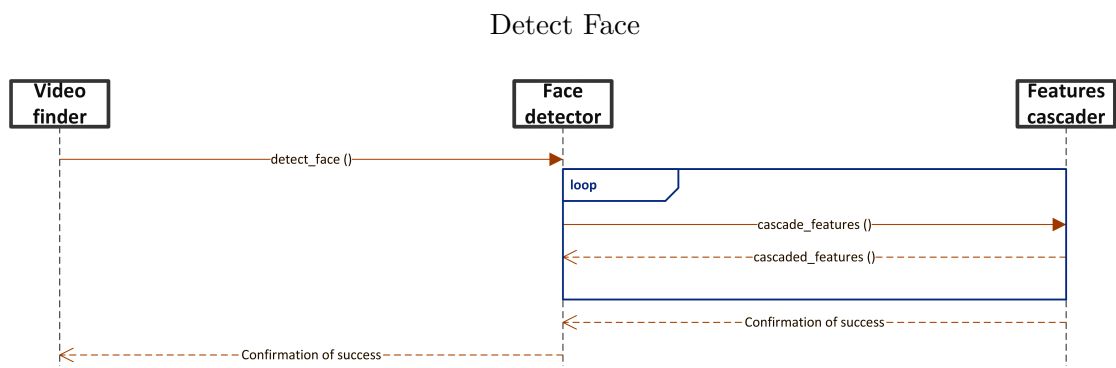 Detect Face
Video
finder
Face
detector
Features
cascader
detect_face ()
loop
cascade_features ()
cascaded_features ()
Confirmation of success
Confirmation of success